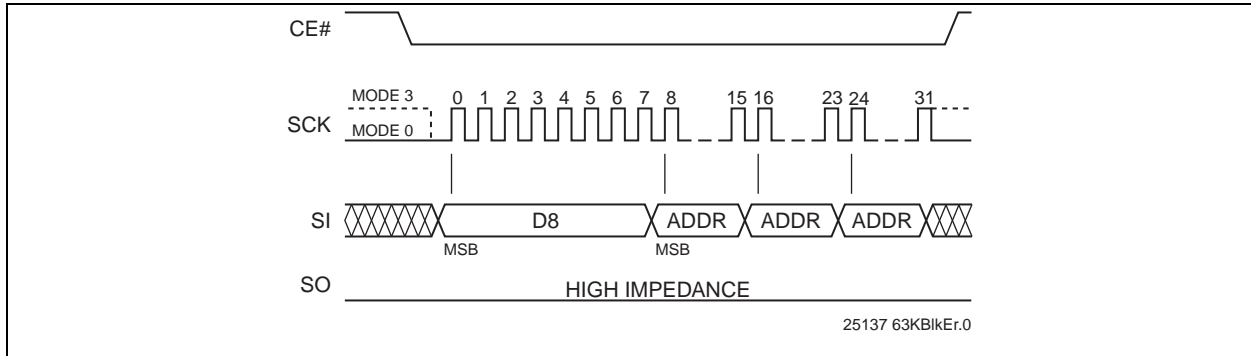 CE#
MODE 3
0 1 2 3 4 5 6 7 8 15 16 23 24 31
SCK
MODE 0
SI
D8
ADDR
ADDR
ADDR
MSB
MSB
SO
HIGH IMPEDANCE
25137 63KBlkEr.0